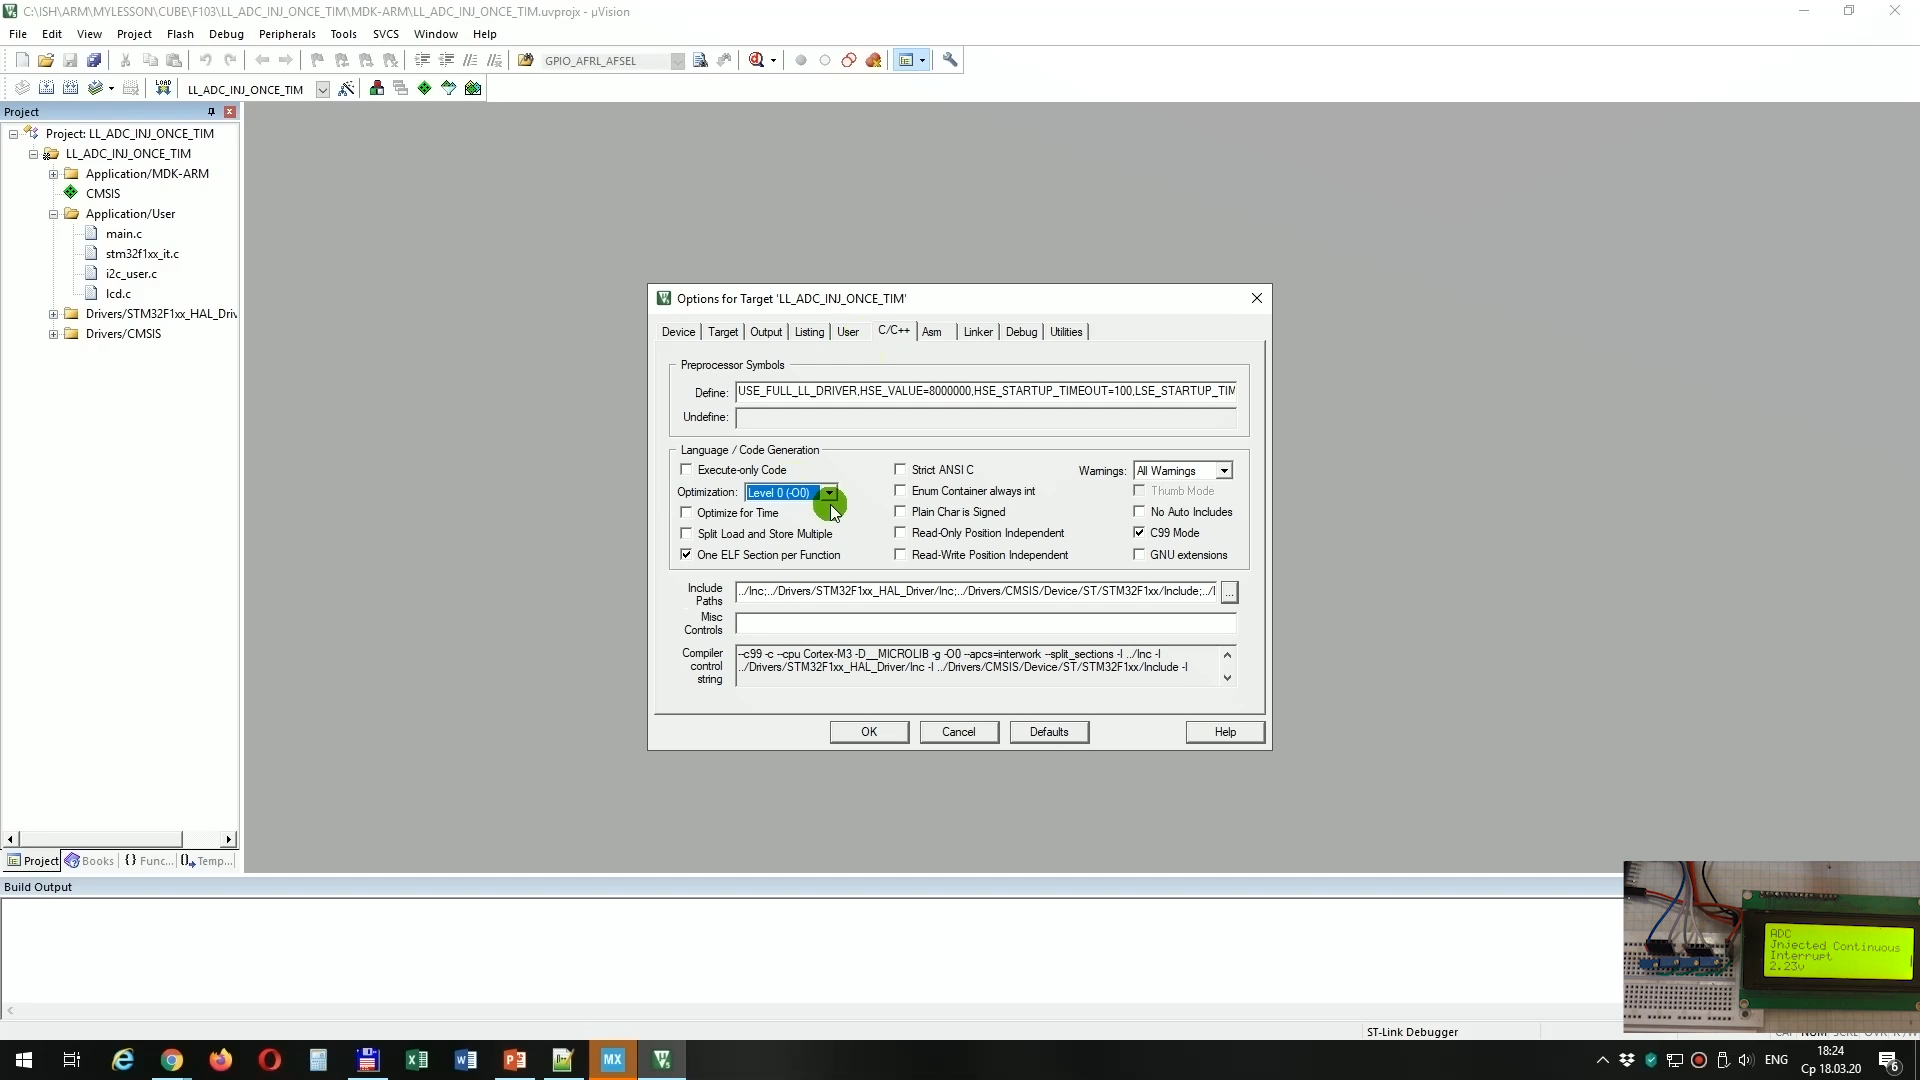 C:\ISH\ARM\MYLESSON\CUBE\F103\LL_ADC_INJ_ONCE_TIM\MDK-ARM\LL_ADC_INJ_ONCE_TIM.uvprojx - µVision
File Edit View Project Flash Debug Peripherals Tools SVCS Window Help
GPIO_AFRL_AFSEL
LOAD
LL_ADC_INJ_ONCE_TIM
Project
Project: LL_ADC_INJ_ONCE_TIM
LL_ADC_INJ_ONCE_TIM
Application/MDK-ARM
CMSIS
Application/User
main.c
stm32f1xx_it.c
i2c_user.c
lcd.c
Drivers/STM32F1xx_HAL_Driv
Drivers/CMSIS
Project Books {} Func... Temp...
Options for Target 'LL_ADC_INJ_ONCE_TIM'
Device Target Output Listing User C/C++ Asm Linker Debug Utilities
Preprocessor Symbols
Define: USE_FULL_LL_DRIVER,HSE_VALUE=8000000,HSE_STARTUP_TIMEOUT=100,LSE_STARTUP_TIM
Undefine:
Language / Code Generation
Execute-only Code Strict ANSI C Warnings: All Warnings
Optimization: Level 0 (-O0) Enum Container always int Thumb Mode
Optimize for Time Plain Char is Signed No Auto Includes
Split Load and Store Multiple Read-Only Position Independent C99 Mode
One ELF Section per Function Read-Write Position Independent GNU extensions
Include Paths ../Inc;../Drivers/STM32F1xx_HAL_Driver/Inc;../Drivers/CMSIS/Device/ST/STM32F1xx/Include;../I ...
Misc Controls
Compiler control string --c99 -c --cpu Cortex-M3 -D__MICROLIB -g -O0 --apcs=interwork --split_sections -I ../Inc -I
../Drivers/STM32F1xx_HAL_Driver/Inc -I ../Drivers/CMSIS/Device/ST/STM32F1xx/Include -I
OK Cancel Defaults Help
Build Output
ADC
Jnjected Continuous
Interrupt
2.23v
ST-Link Debugger
MX
ENG
18:24
Ср 18.03.20
6